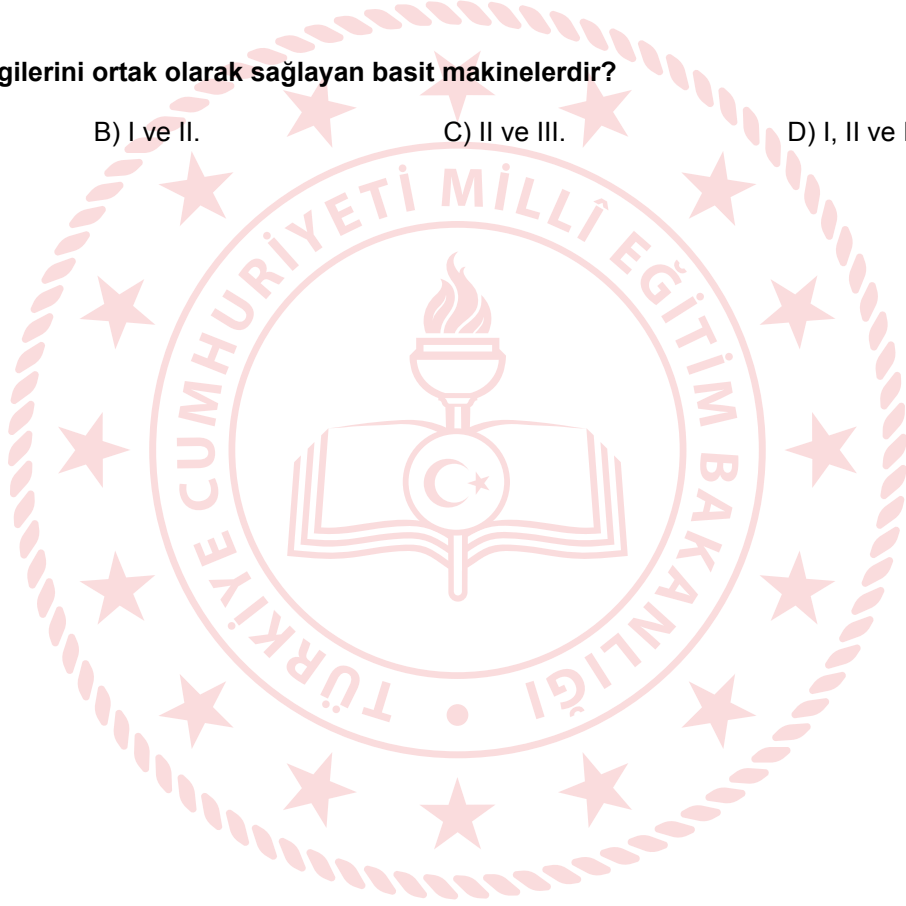 gilerini ortak olarak sağlayan basit makinelerdir?
B) I ve II. C) II ve III. D) I, II ve
TÜRKİYE CUMHURİYETİ MİLLÎ EĞİTİM BAKANLIĞI